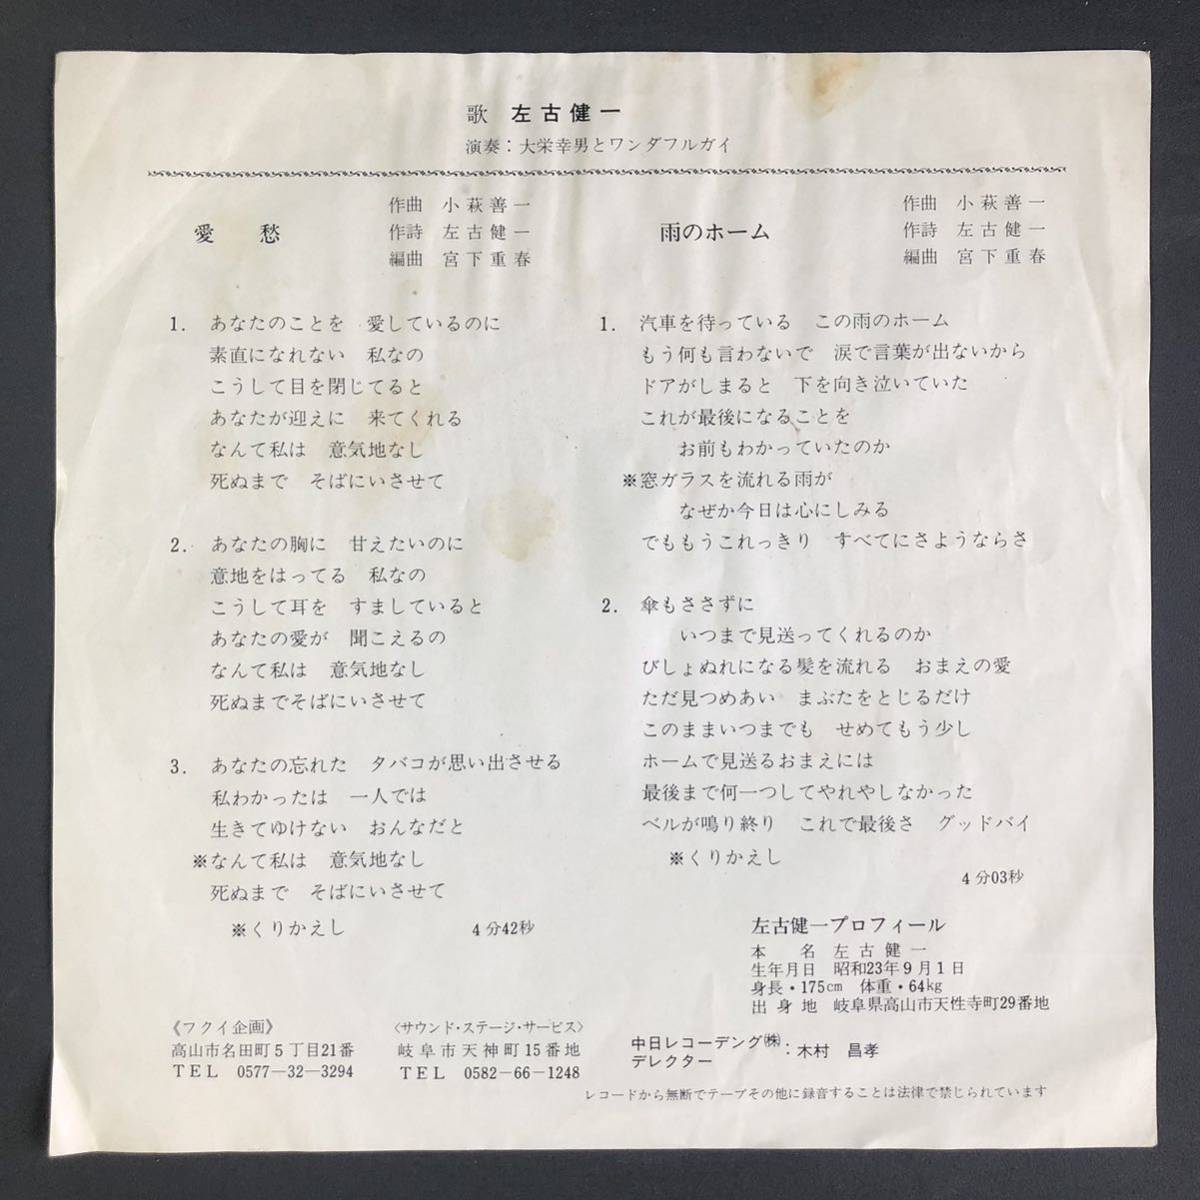 歌　左古健一
演奏：大栄幸男とワンダフルガイ
愛　愁
作曲　小萩善一
作詩　左古健一
編曲　宮下重春
1．あなたのことを　愛しているのに
素直になれない　私なの
こうして目を閉じてると
あなたが迎えに　来てくれる
なんて私は　意気地なし
死ぬまで　そばにいさせて
2．あなたの胸に　甘えたいのに
意地をはってる　私なの
こうして耳を　すましていると
あなたの愛が　聞こえるの
なんて私は　意気地なし
死ぬまでそばにいさせて
3．あなたの忘れた　タバコが思い出させる
私わかったは　一人では
生きてゆけない　おんなだと
※なんて私は　意気地なし
死ぬまで　そばにいさせて
※くりかえし　4分42秒
雨のホーム
作曲　小萩善一
作詩　左古健一
編曲　宮下重春
1．汽車を待っている　この雨のホーム
もう何も言わないで　涙で言葉が出ないから
ドアがしまると　下を向き泣いていた
これが最後になることを
お前もわかっていたのか
※窓ガラスを流れる雨が
なぜか今日は心にしみる
でももうこれっきり　すべてにさようならさ
2．傘もささずに
いつまで見送ってくれるのか
びしょぬれになる髪を流れる　おまえの愛
ただ見つめあい　まぶたをとじるだけ
このままいつまでも　せめてもう少し
ホームで見送るおまえには
最後まで何一つしてやれやしなかった
ベルが鳴り終り　これで最後さ　グッドバイ
※くりかえし
4分03秒
左古健一プロフィール
本　名　左古健一
生年月日　昭和23年9月1日
身長・175cm　体重・64kg
出身地　岐阜県高山市天性寺町29番地
《フクイ企画》
高山市名田町5丁目21番
TEL　0577－32－3294
〈サウンド・ステージ・サービス〉
岐阜市天神町15番地
TEL　0582－66－1248
中日レコーデング㈱
デレクター：木村　昌孝
レコードから無断でテープその他に録音することは法律で禁じられています